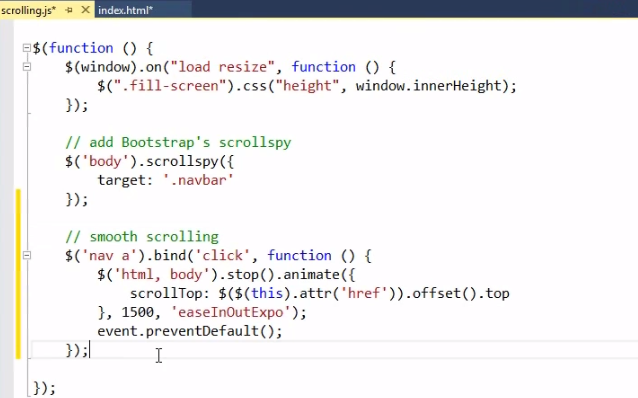 scrolling.js* index.html*
$(function () {
$(window).on("load resize", function () {
$(".fill-screen").css("height", window.innerHeight);
});
// add Bootstrap's scrollspy
$('body').scrollspy({
target: '.navbar'
});
// smooth scrolling
$('nav a').bind('click', function () {
$('html, body').stop().animate({
scrollTop: $($(this).attr('href')).offset().top
}, 1500, 'easeInOutExpo');
event.preventDefault();
});
});